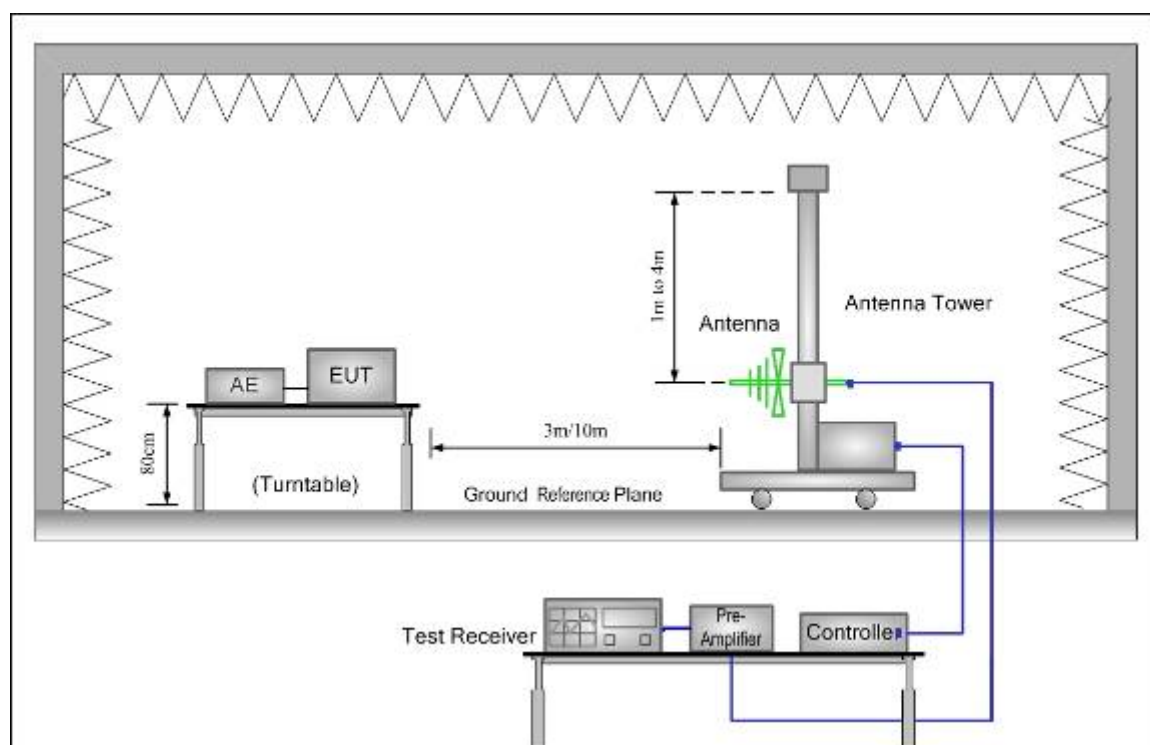 1m to 4m
Antenna
Antenna Tower
AE
EUT
80cm
(Turntable)
3m/10m
Ground Reference Plane
Test Receiver
Pre-
Amplifier
Controller